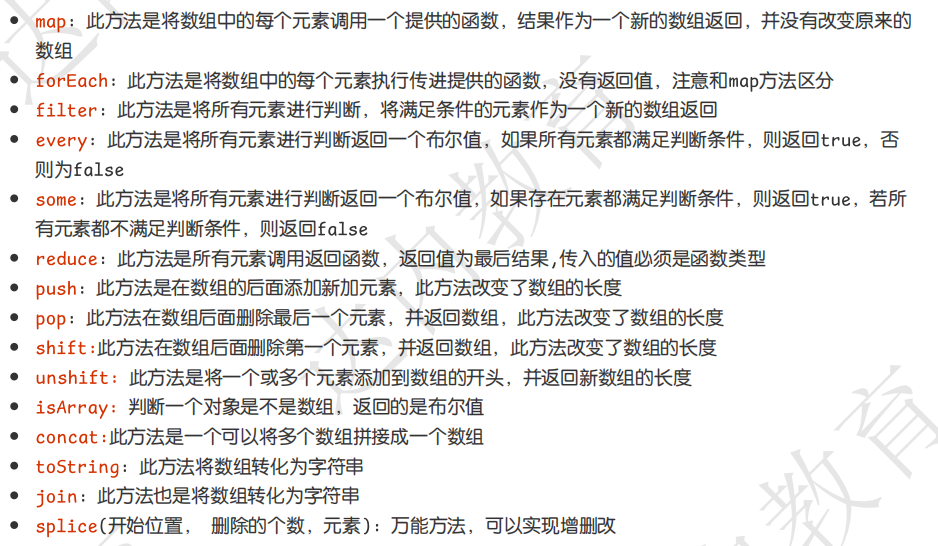 map：此方法是将数组中的每个元素调用一个提供的函数，结果作为一个新的数组返回，并没有改变原来的
数组
forEach：此方法是将数组中的每个元素执行传进提供的函数，没有返回值，注意和map方法区分
filter：此方法是将所有元素进行判断，将满足条件的元素作为一个新的数组返回
every：此方法是将所有元素进行判断返回一个布尔值，如果所有元素都满足判断条件，则返回true，否
则为false
some：此方法是将所有元素进行判断返回一个布尔值，如果存在元素都满足判断条件，则返回true，若所
有元素都不满足判断条件，则返回false
reduce：此方法是所有元素调用返回函数，返回值为最后结果,传入的值必须是函数类型
push：此方法是在数组的后面添加新加元素，此方法改变了数组的长度
pop：此方法在数组后面删除最后一个元素，并返回数组，此方法改变了数组的长度
shift:此方法在数组后面删除第一个元素，并返回数组，此方法改变了数组的长度
unshift：此方法是将一个或多个元素添加到数组的开头，并返回新数组的长度
isArray：判断一个对象是不是数组，返回的是布尔值
concat:此方法是一个可以将多个数组拼接成一个数组
toString：此方法将数组转化为字符串
join：此方法也是将数组转化为字符串
splice(开始位置， 删除的个数，元素)：万能方法，可以实现增删改
达内教育